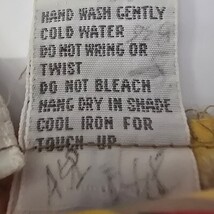 HAND WASH GENTLY
COLD WATER
DO NOT WRING OR
TWIST
DO NOT BLEACH
HANG DRY IN SHADE
COOL IRON FOR
TOUCH-UP